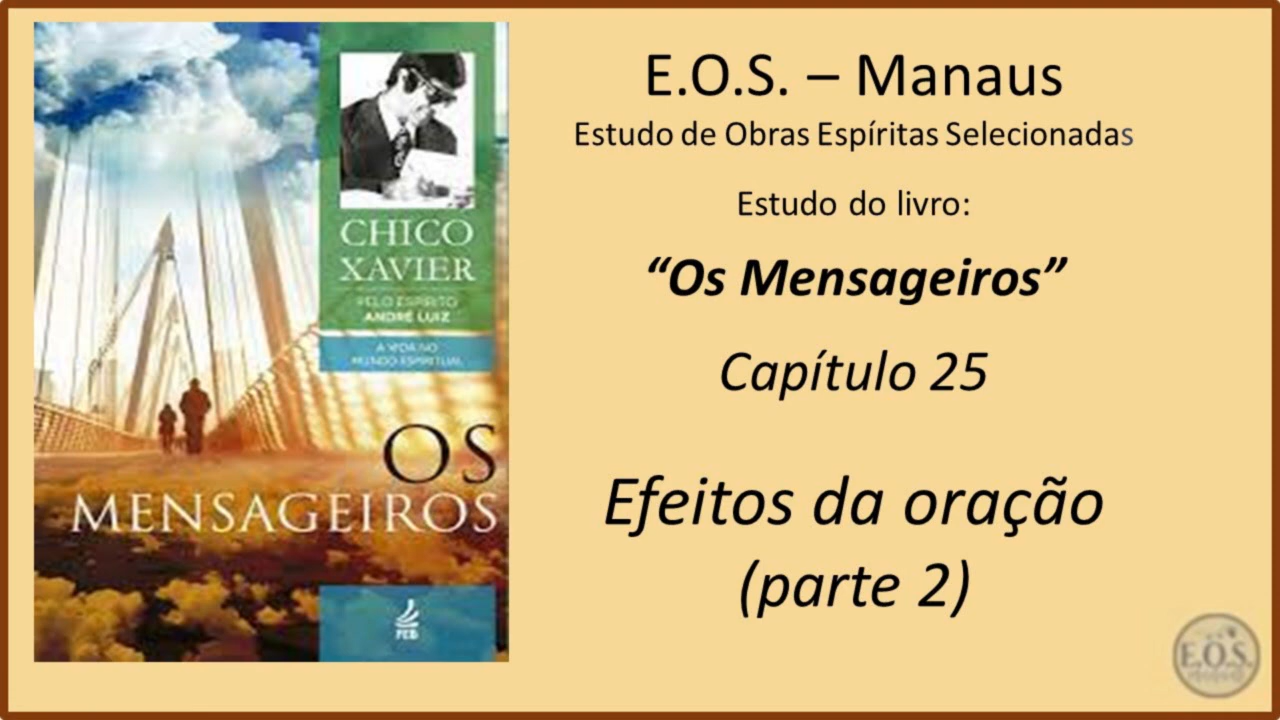 CHICO
XAVIER
PELO ESPÍRITO
ANDRÉ LUIZ
A VIDA NO
MUNDO ESPIRITUAL
OS
MENSAGEIROS
FEB
E.O.S. – Manaus
Estudo de Obras Espíritas Selecionadas
Estudo do livro:
“Os Mensageiros”
Capítulo 25
Efeitos da oração
(parte 2)
E.O.S.